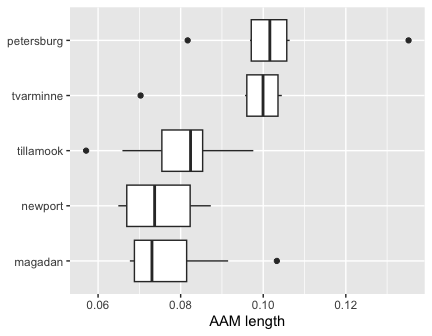 petersburg
tvarminne
tillamook
newport
magadan
0.06 0.08 0.10 0.12
AAM length